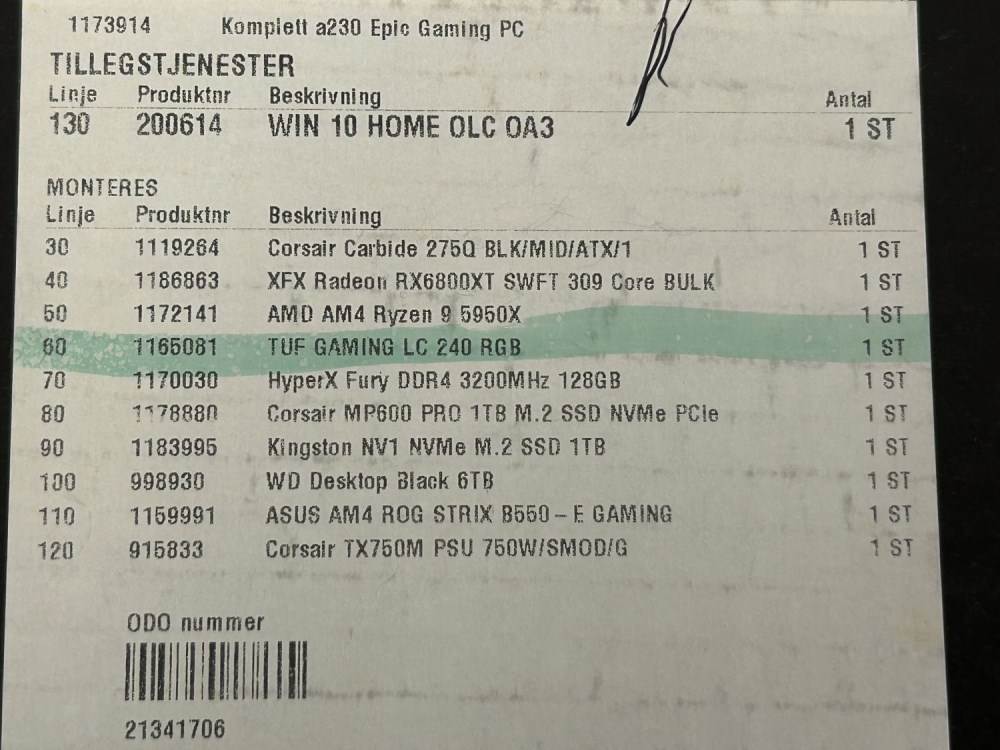 1173914 Komplett a230 Epic Gaming PC
TILLEGSTJENESTER
Linje Produktnr Beskrivning Antal
130 200614 WIN 10 HOME OLC OA3 1 ST
MONTERES
Linje Produktnr Beskrivning Antal
30 1119264 Corsair Carbide 275Q BLK/MID/ATX/1 1 ST
40 1186863 XFX Radeon RX6800XT SWFT 309 Core BULK 1 ST
50 1172141 AMD AM4 Ryzen 9 5950X 1 ST
60 1165081 TUF GAMING LC 240 RGB 1 ST
70 1170030 HyperX Fury DDR4 3200MHz 128GB 1 ST
80 1178880 Corsair MP600 PRO 1TB M.2 SSD NVMe PCIe 1 ST
90 1183995 Kingston NV1 NVMe M.2 SSD 1TB 1 ST
100 998930 WD Desktop Black 6TB 1 ST
110 1159991 ASUS AM4 ROG STRIX B550-E GAMING 1 ST
120 915833 Corsair TX750M PSU 750W/SMOD/G 1 ST
ODO nummer
21341706